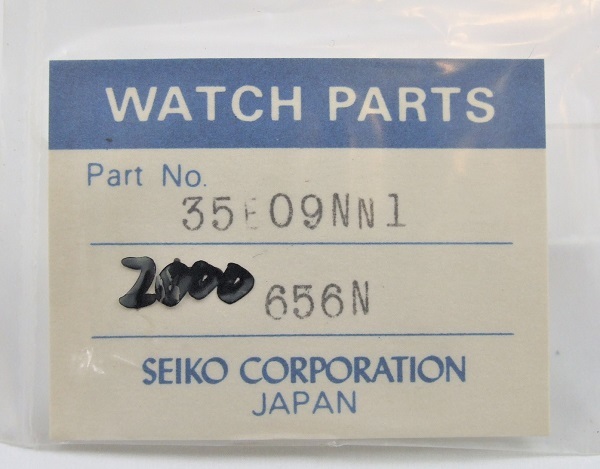 WATCH PARTS
Part No.
35E09NN1
2000 656N
SEIKO CORPORATION
JAPAN